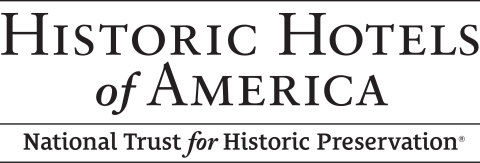 HISTORIC HOTELS
of AMERICA
National Trust for Historic Preservation®